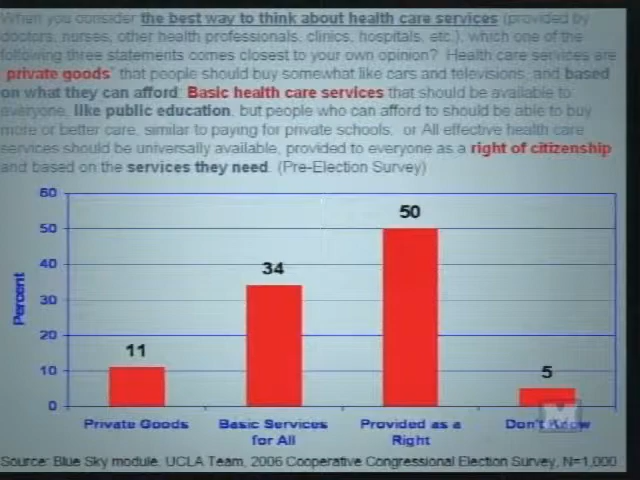 When you consider the best way to think about health care services (provided by
doctors, nurses, other health professionals, clinics, hospitals, etc.), which one of the
following three statements comes closest to your own opinion? Health care services are
"private goods" that people should buy somewhat like cars and televisions, and based
on what they can afford; Basic health care services that should be available to
everyone, like public education, but people who can afford to should be able to buy
more or better care, similar to paying for private schools; or All effective health care
services should be universally available, provided to everyone as a right of citizenship
and based on the services they need. (Pre-Election Survey)
60
50
40
30
20
10
0
Percent
11
34
50
5
Private Goods
Basic Services
for All
Provided as a
Right
Don't Know
Source: Blue Sky module, UCLA Team, 2006 Cooperative Congressional Election Survey, N=1,000